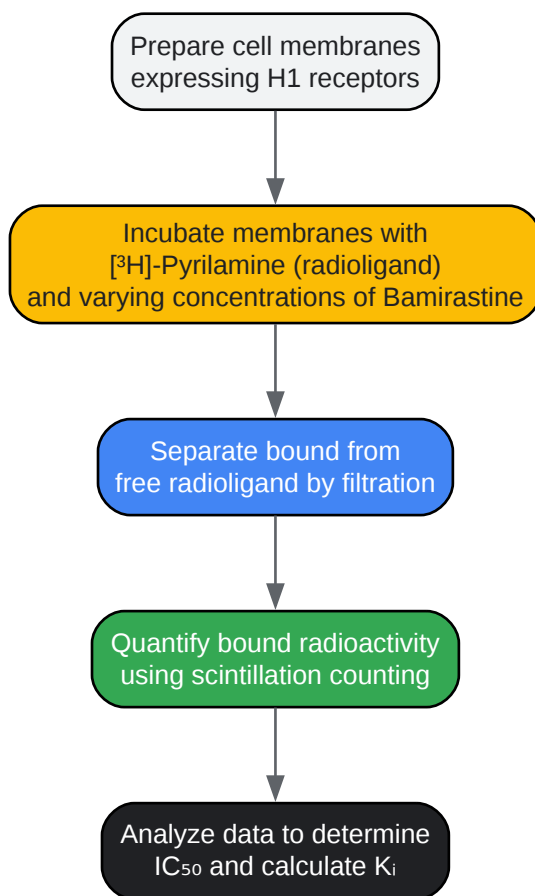 Prepare cell membranes
expressing H1 receptors
Incubate membranes with
[³H]-Pyrilamine (radioligand)
and varying concentrations of Bamirastine
Separate bound from
free radioligand by filtration
Quantify bound radioactivity
using scintillation counting
Analyze data to determine
IC₅₀ and calculate Kᵢ